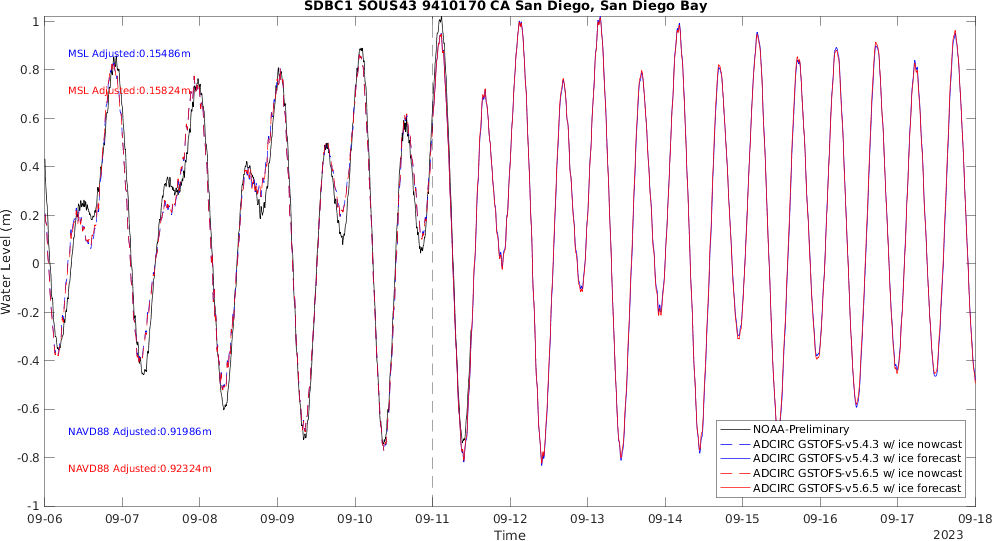 SDBC1 SOUS43 9410170 CA San Diego, San Diego Bay
MSL Adjusted:0.15486m
MSL Adjusted:0.15824m
NAVD88 Adjusted:0.91986m
NAVD88 Adjusted:0.92324m
Water Level (m)
1
0.8
0.6
0.4
0.2
0
-0.2
-0.4
-0.6
-0.8
-1
NOAA-Preliminary
ADCIRC GSTOFS-v5.4.3 w/ ice nowcast
ADCIRC GSTOFS-v5.4.3 w/ ice forecast
ADCIRC GSTOFS-v5.6.5 w/ ice nowcast
ADCIRC GSTOFS-v5.6.5 w/ ice forecast
09-06 09-07 09-08 09-09 09-10 09-11 09-12 09-13 09-14 09-15 09-16 09-17 09-18
Time
2023